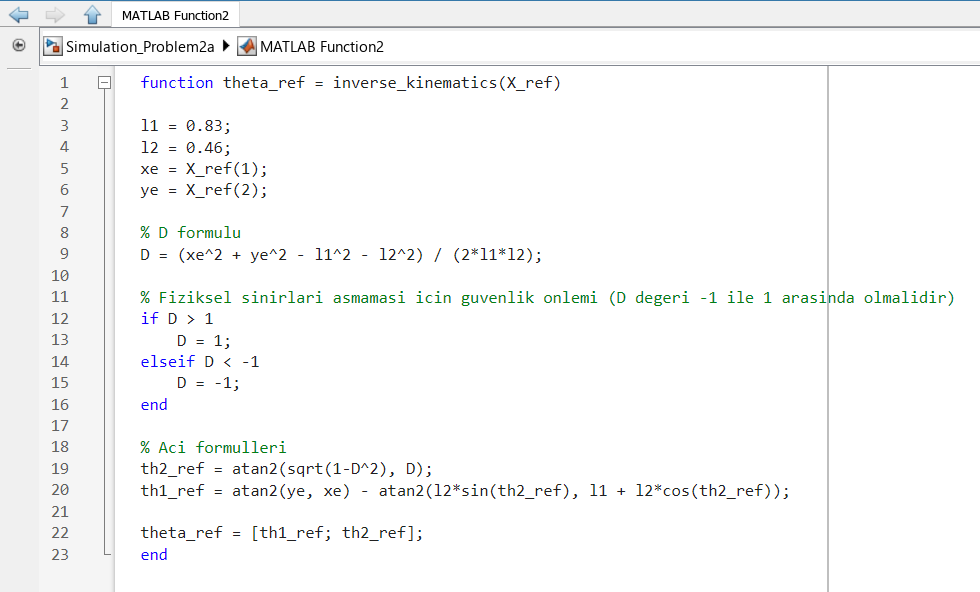 MATLAB Function2
Simulation_Problem2a MATLAB Function2
1 function theta_ref = inverse_kinematics(X_ref)
2
3 l1 = 0.83;
4 l2 = 0.46;
5 xe = X_ref(1);
6 ye = X_ref(2);
7
8 % D formulu
9 D = (xe^2 + ye^2 - l1^2 - l2^2) / (2*l1*l2);
10
11 % Fiziksel sinirlari asmamasi icin guvenlik onlemi (D degeri -1 ile 1 arasinda olmalidir)
12 if D > 1
13     D = 1;
14 elseif D < -1
15     D = -1;
16 end
17
18 % Aci formulleri
19 th2_ref = atan2(sqrt(1-D^2), D);
20 th1_ref = atan2(ye, xe) - atan2(l2*sin(th2_ref), l1 + l2*cos(th2_ref));
21
22 theta_ref = [th1_ref; th2_ref];
23 end